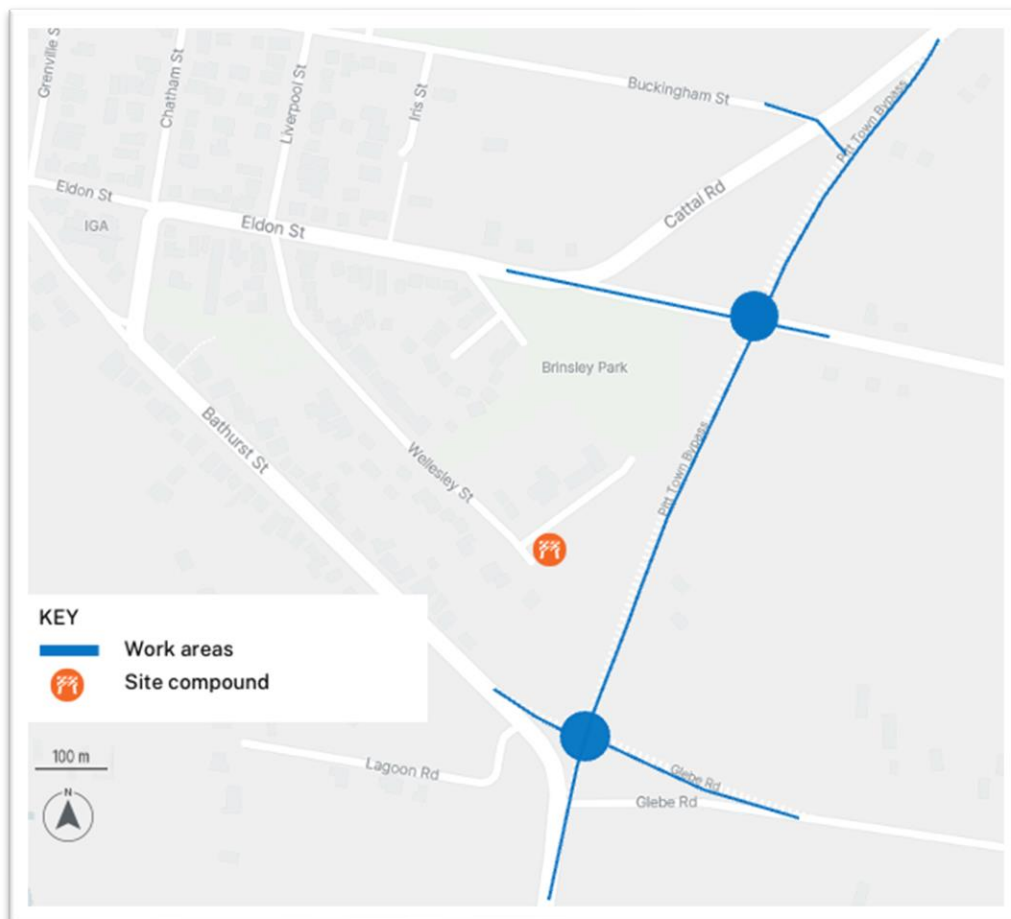 Grenville S
Chatham St
Liverpool St
Iris St
Buckingham St
Pitt Town Bypass
Eldon St
IGA
Eldon St
Cattai Rd
Brinsley Park
Bathurst St
Wellesley St
Pitt Town Bypass
KEY
Work areas
Site compound
100 m
N
Lagoon Rd
Glebe Rd
Glebe Rd